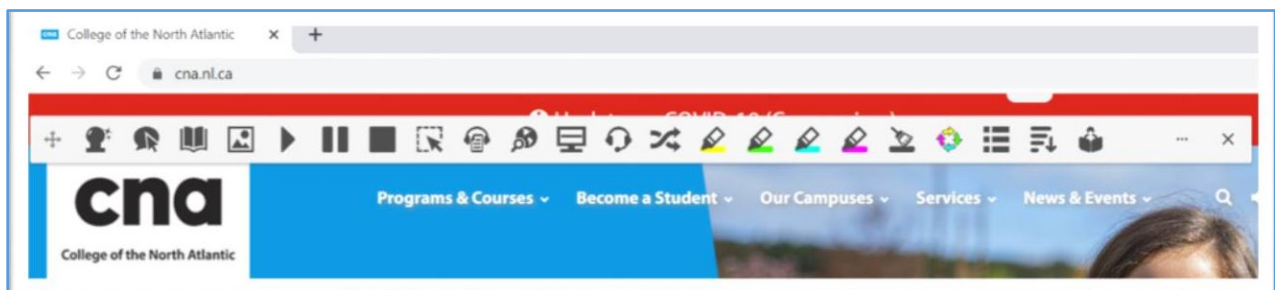 cna College of the North Atlantic
cna.nl.ca
cna
Programs & Courses Become a Student Our Campuses Services News & Events
College of the North Atlantic